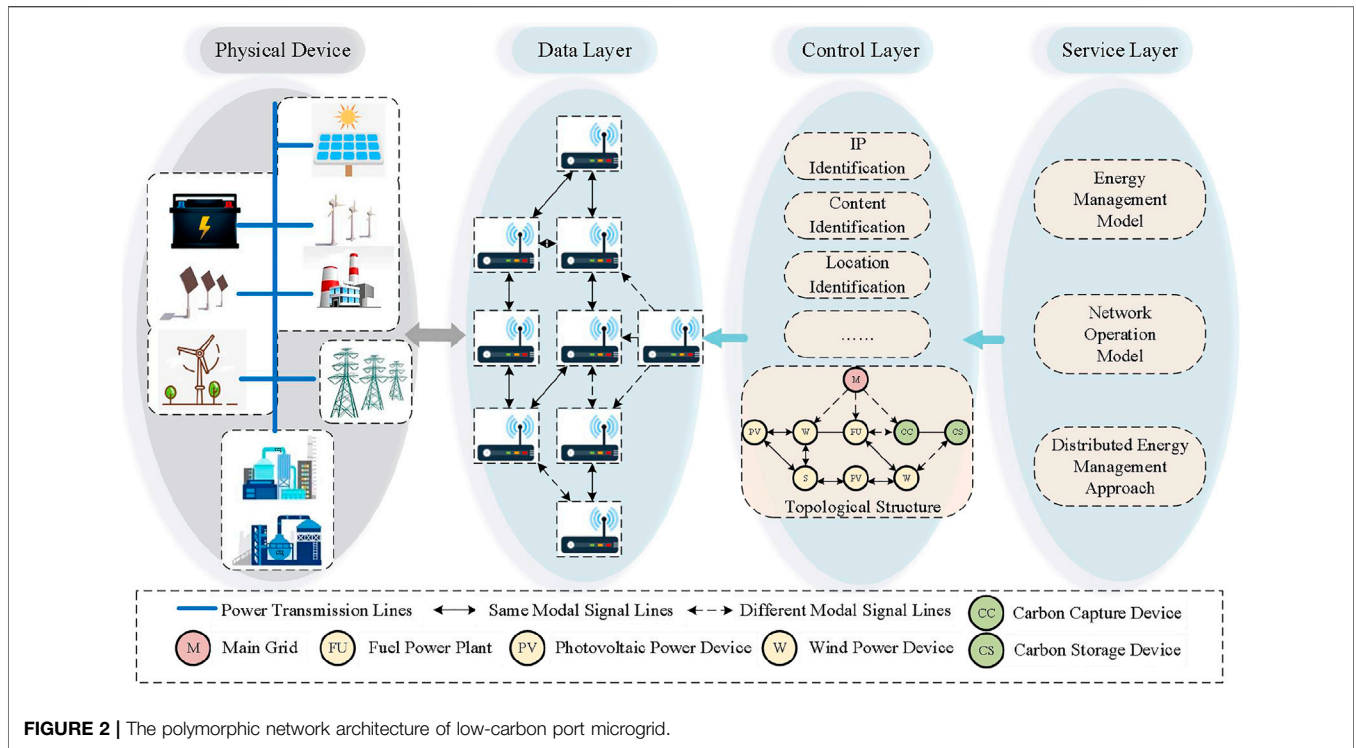 Physical Device
Data Layer
Control Layer
Service Layer
IP
Identification
Content
Identification
Location
Identification
......
M
PV
W
FU
CC
CS
S
PV
W
Topological Structure
Energy
Management
Model
Network
Operation
Model
Distributed Energy
Management
Approach
Power Transmission Lines
Same Modal Signal Lines
Different Modal Signal Lines
CC
Carbon Capture Device
M
Main Grid
FU
Fuel Power Plant
PV
Photovoltaic Power Device
W
Wind Power Device
CS
Carbon Storage Device
FIGURE 2 | The polymorphic network architecture of low-carbon port microgrid.